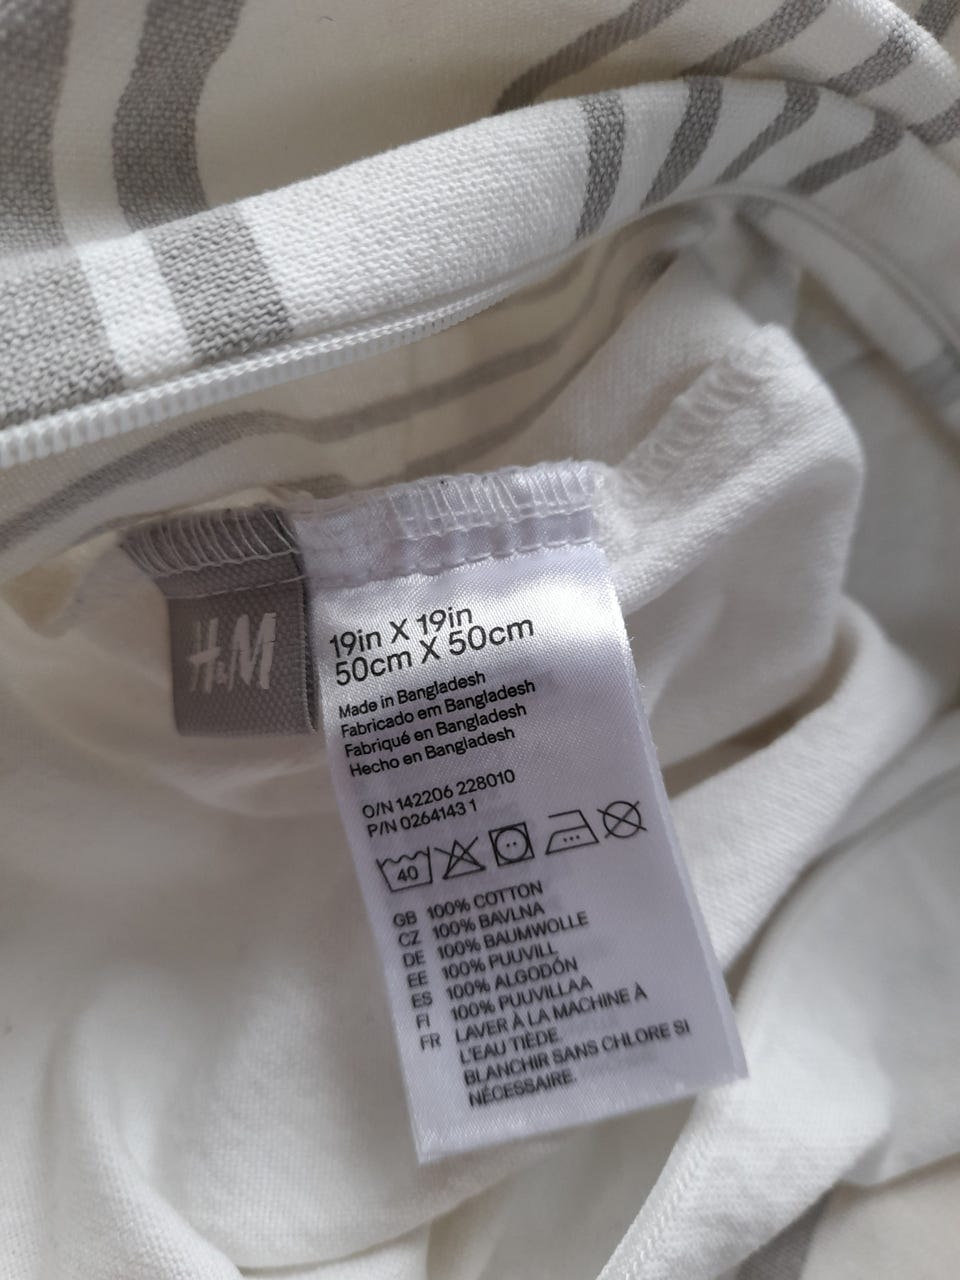 H&M
19in X 19in
50cm X 50cm
Made in Bangladesh
Fabricado em Bangladesh
Fabriqué en Bangladesh
Hecho en Bangladesh
O/N 142206 228010
P/N 0264143 1
40
GB 100% COTTON
CZ 100% BAVLNA
DE 100% BAUMWOLLE
EE 100% PUUVILL
ES 100% ALGODÓN
FI 100% PUUVILLAA
FR LAVER À LA MACHINE À
L'EAU TIÈDE.
BLANCHIR SANS CHLORE SI
NÉCESSAIRE.